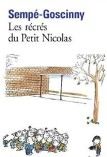 Sempé-Goscinny
Les récrés
du Petit Nicolas